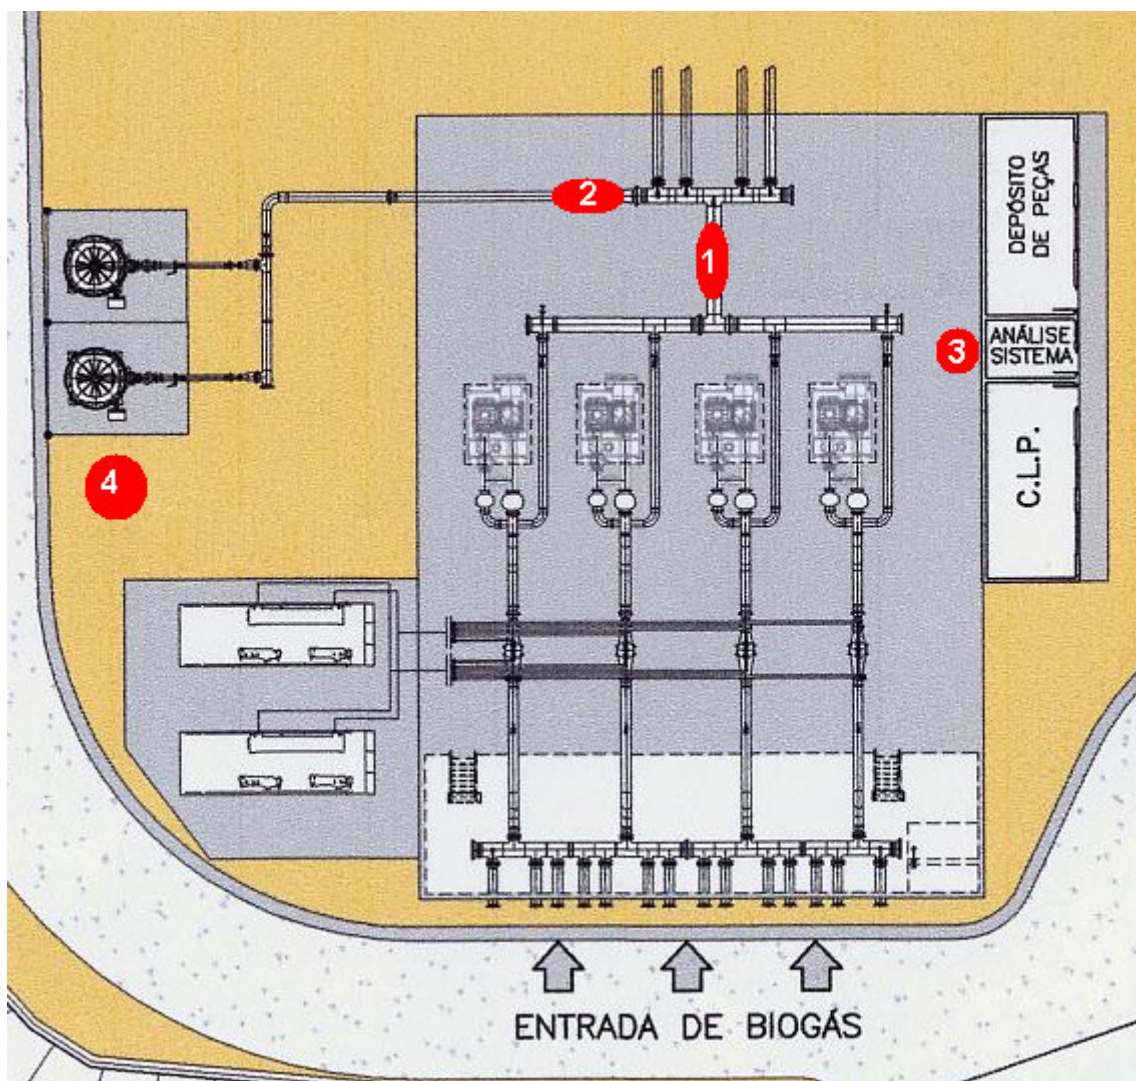 2
1
DEPÓSITO
DE PEÇAS
3
ANÁLISE
SISTEMA
4
C.L.P.
ENTRADA DE BIOGÁS